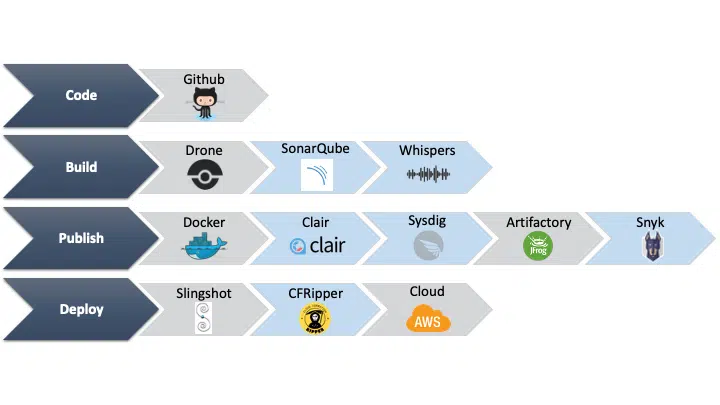 Github
Code
Drone
SonarQube
Whispers
Build
Docker
Clair
Sysdig
Artifactory
Snyk
Publish
clair
JFrog
Slingshot
CFRipper
Cloud
Deploy
RIPPER
AWS